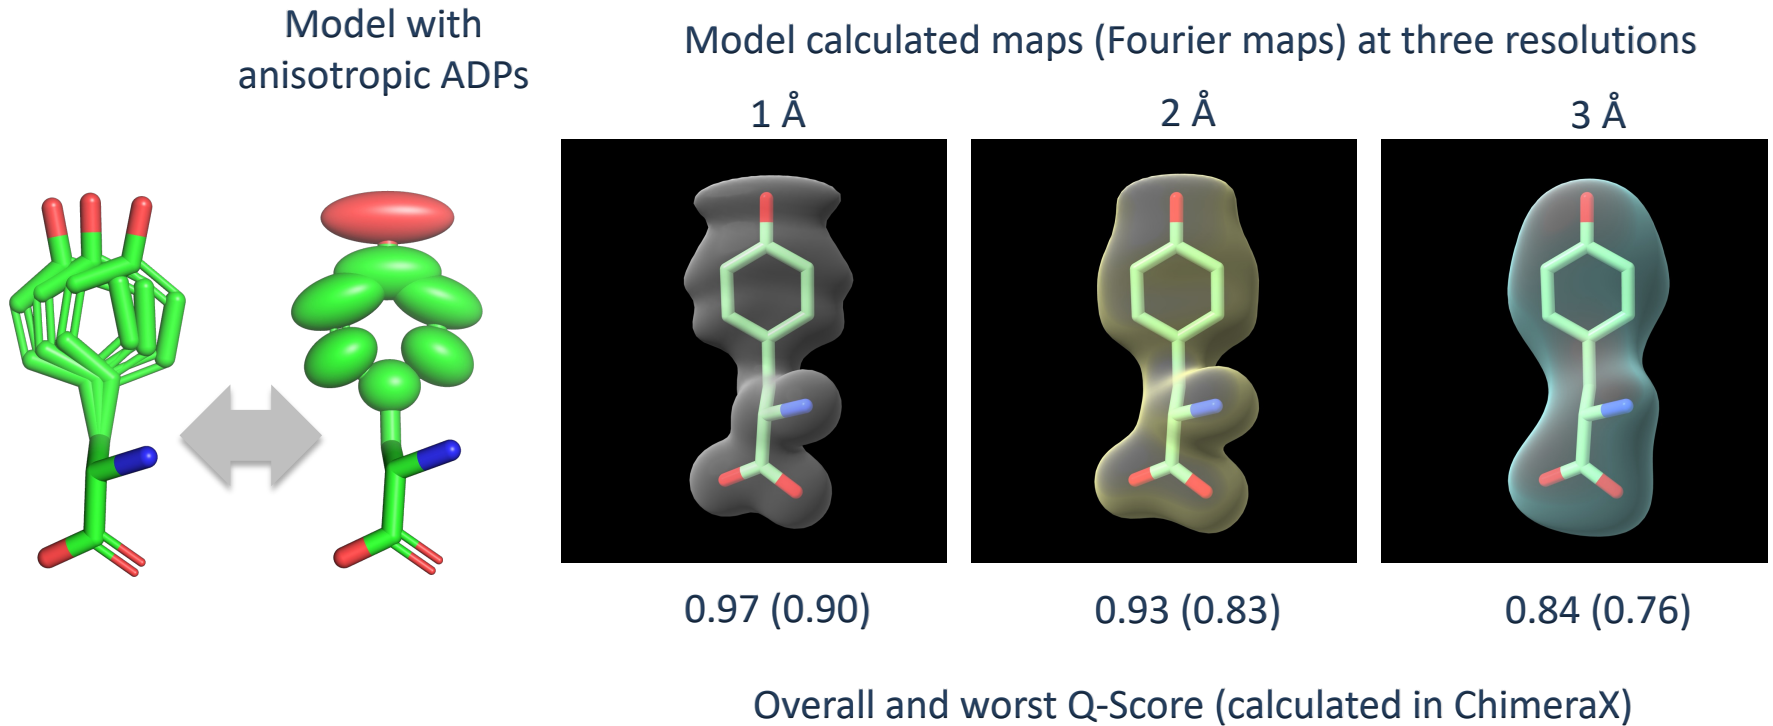 Model with
anisotropic ADPs
Model calculated maps (Fourier maps) at three resolutions
1 Å
2 Å
3 Å
0.97 (0.90)
0.93 (0.83)
0.84 (0.76)
Overall and worst Q-Score (calculated in ChimeraX)